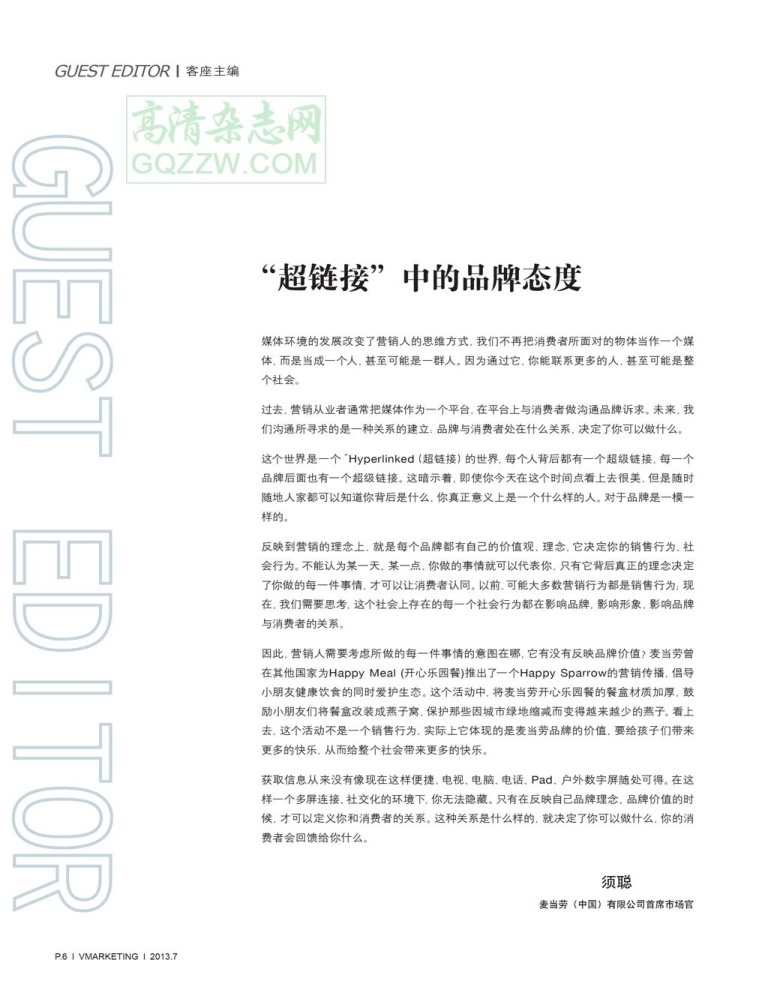 GUEST EDITOR | 客座主编
高清杂志网
GQZZW.COM
GUEST EDITOR
“超链接”中的品牌态度
媒体环境的发展改变了营销人的思维方式，我们不再把消费者所面对的物体当作一个媒
体，而是当成一个人、甚至可能是一群人。因为通过它，你能联系更多的人、甚至可能是整
个社会。
过去，营销从业者通常把媒体作为一个平台，在平台上与消费者做沟通品牌诉求。未来，我
们沟通所寻求的是一种关系的建立：品牌与消费者处在什么关系，决定了你可以做什么。
这个世界是一个“Hyperlinked（超链接）的世界，每个人背后都有一个超级链接，每一个
品牌后面也有一个超级链接。这暗示着，即使你今天在这个时间点看上去很美，但是随时
随地人家都可以知道你背后是什么，你真正意义上是一个什么样的人。对于品牌是一模一
样的。
反映到营销的理念上，就是每个品牌都有自己的价值观，理念，它决定你的销售行为、社
会行为。不能认为某一天，某一点，你做的事情就可以代表你，只有它背后真正的理念决定
了你做的每一件事情，才可以让消费者认同。以前，可能大多数营销行为都是销售行为；现
在，我们需要思考，这个社会上存在的每一个社会行为都在影响品牌，影响形象，影响品牌
与消费者的关系。
因此，营销人需要考虑所做的每一件事情的意图在哪，它有没有反映品牌价值？麦当劳曾
在其他国家为Happy Meal (开心乐园餐)推出了一个Happy Sparrow的营销传播，倡导
小朋友健康饮食的同时爱护生态。这个活动中，将麦当劳开心乐园餐的餐盒材质加厚，鼓
励小朋友们将餐盒改装成燕子窝，保护那些因城市绿地缩减而变得越来越少的燕子。看上
去，这个活动不是一个销售行为，实际上它体现的是麦当劳品牌的价值，要给孩子们带来
更多的快乐，从而给整个社会带来更多的快乐。
获取信息从来没有像现在这样便捷，电视、电脑、电话、Pad、户外数字屏随处可得。在这
样一个多屏连接、社交化的环境下，你无法隐藏。只有在反映自己品牌理念，品牌价值的时
候，才可以定义你和消费者的关系。这种关系是什么样的，就决定了你可以做什么，你的消
费者会回馈给你什么。
须聪
麦当劳（中国）有限公司首席市场官
P.6 I VMARKETING I 2013.7